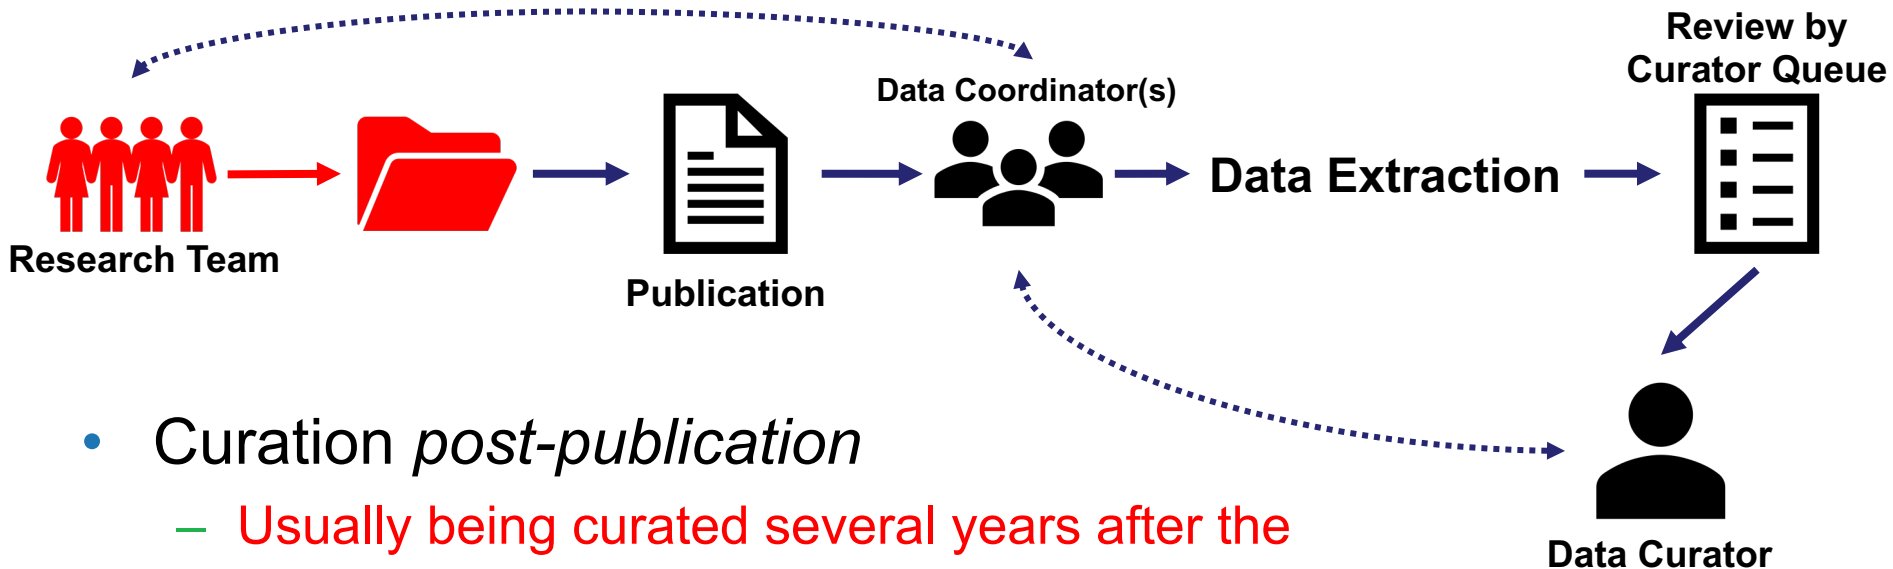 Review by
Curator Queue
Data Coordinator(s)
Data Extraction
Research Team
Publication
• Curation post-publication
– Usually being curated several years after the
Data Curator